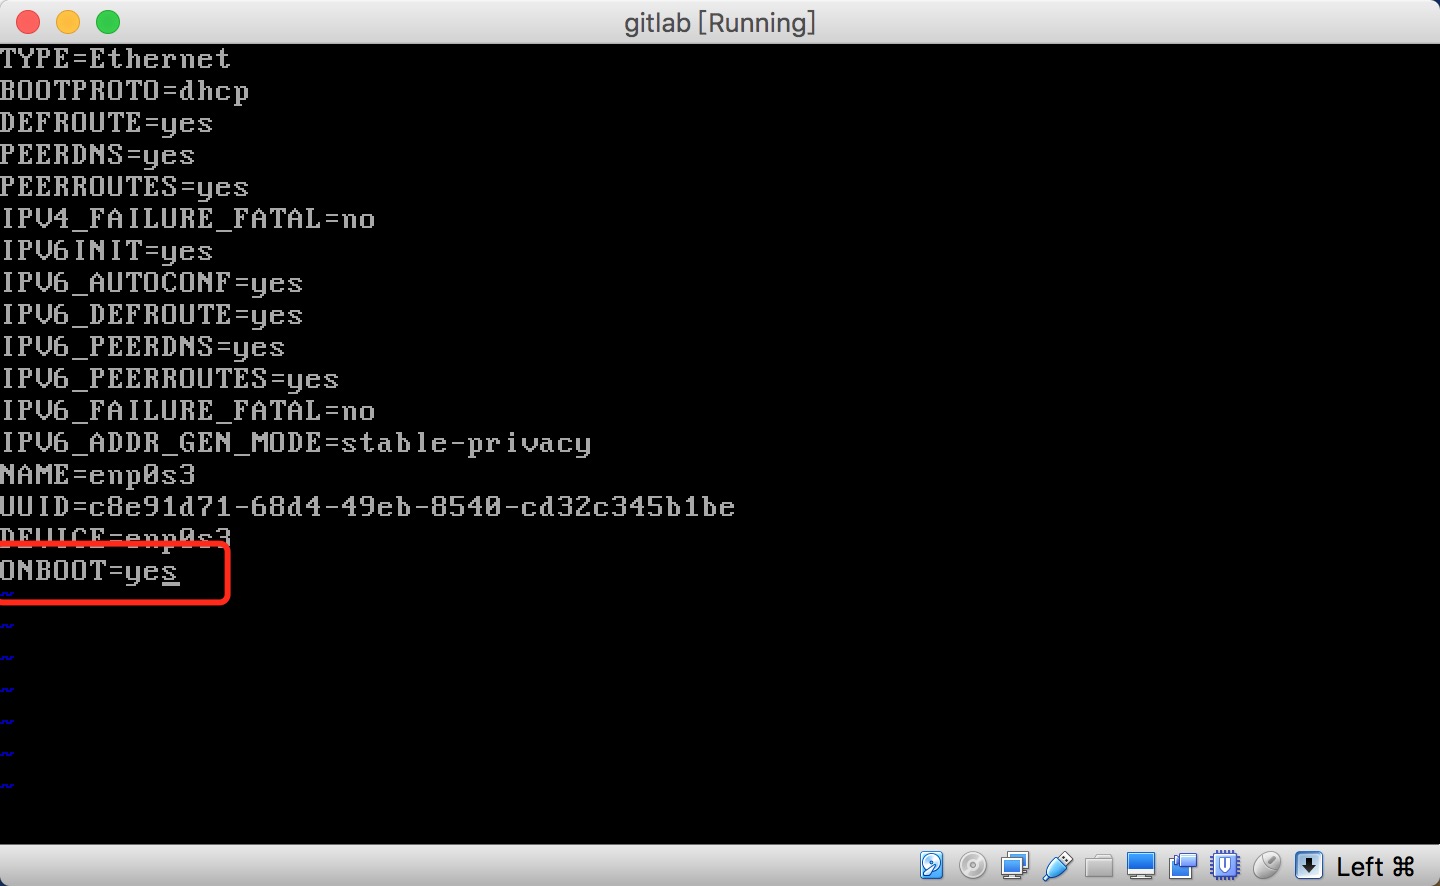 gitlab [Running]
TYPE=Ethernet
BOOTPROTO=dhcp
DEFROUTE=yes
PEERDNS=yes
PEERROUTES=yes
IPV4_FAILURE_FATAL=no
IPV6INIT=yes
IPV6_AUTOCONF=yes
IPV6_DEFROUTE=yes
IPV6_PEERDNS=yes
IPV6_PEERROUTES=yes
IPV6_FAILURE_FATAL=no
IPV6_ADDR_GEN_MODE=stable-privacy
NAME=enp0s3
UUID=c8e91d71-68d4-49eb-8540-cd32c345b1be
DEVICE=enp0s3
ONBOOT=yes
~
~
~
~
~
~
~
Left ⌘